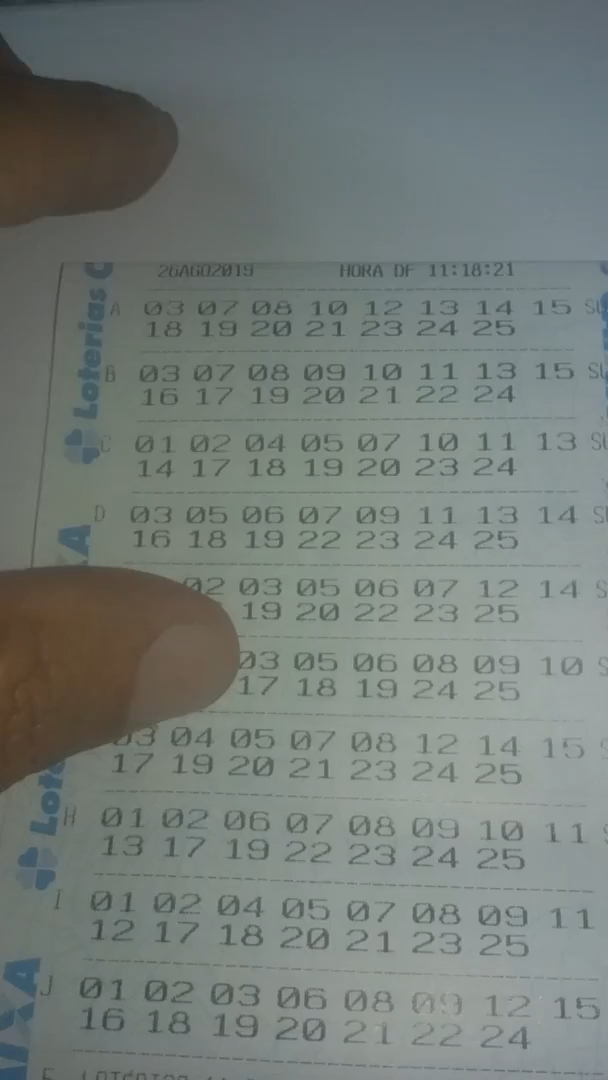 26AGO2019 HORA DF 11:18:21
A 03 07 08 10 12 13 14 15
18 19 20 21 23 24 25
B 03 07 08 09 10 11 13 15
16 17 19 20 21 22 24
C 01 02 04 05 07 10 11 13
14 17 18 19 20 23 24
D 03 05 06 07 09 11 13 14
16 18 19 22 23 24 25
02 03 05 06 07 12 14
19 20 22 23 25
03 05 06 08 09 10
17 18 19 24 25
03 04 05 07 08 12 14 15
17 19 20 21 23 24 25
H 01 02 06 07 08 09 10 11
13 17 19 22 23 24 25
I 01 02 04 05 07 08 09 11
12 17 18 20 21 23 25
J 01 02 03 06 08 09 12 15
16 18 19 20 21 22 24
Loterias